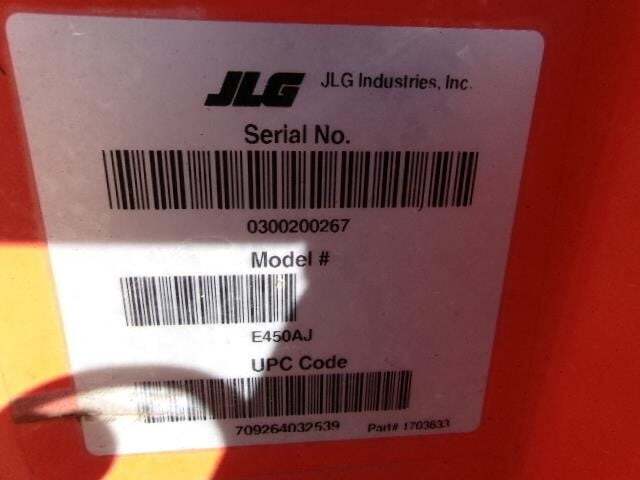 JLG JLG Industries, Inc.
Serial No.
0300200267
Model #
E450AJ
UPC Code
709264032539 Part# 1703633